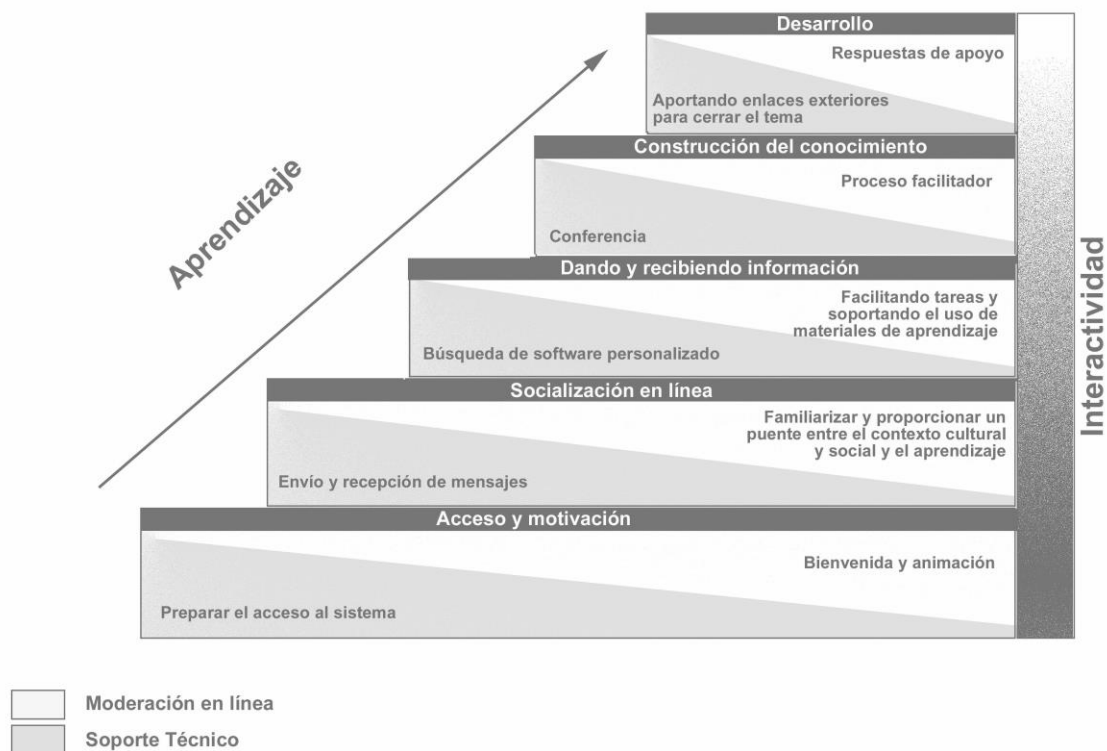 Desarrollo
Respuestas de apoyo
Aportando enlaces exteriores
para cerrar el tema
Construcción del conocimiento
Proceso facilitador
Conferencia
Dando y recibiendo información
Facilitando tareas y
soportando el uso de
materiales de aprendizaje
Búsqueda de software personalizado
Socialización en línea
Familiarizar y proporcionar un
puente entre el contexto cultural
y social y el aprendizaje
Envío y recepción de mensajes
Acceso y motivación
Bienvenida y animación
Preparar el acceso al sistema
Aprendizaje
Interactividad
Moderación en línea
Soporte Técnico